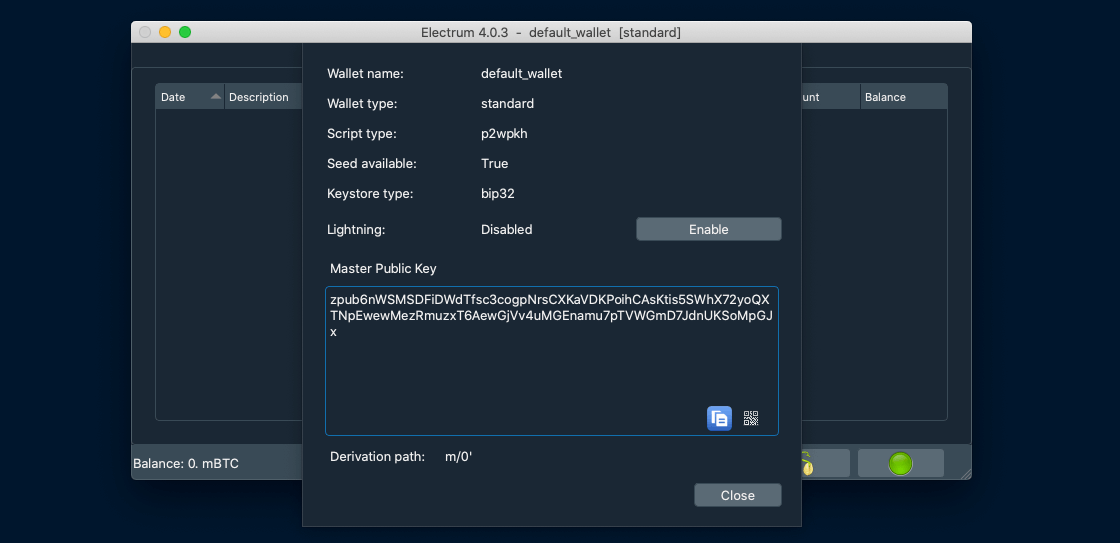 Electrum 4.0.3 - default_wallet [standard]
Date Description unt Balance
Wallet name: default_wallet
Wallet type: standard
Script type: p2wpkh
Seed available: True
Keystore type: bip32
Lightning: Disabled Enable
Master Public Key
zpub6nWSMSDFiDWdTfsc3cogpNrsCXKaVDKPoihCAsKtis5SWhX72yoQX
TNpEwewMezRmuzxT6AewGjVv4uMGEnamu7pTVWGmD7JdnUKSoMpGJ
x
Derivation path: m/0'
Balance: 0. mBTC
Close